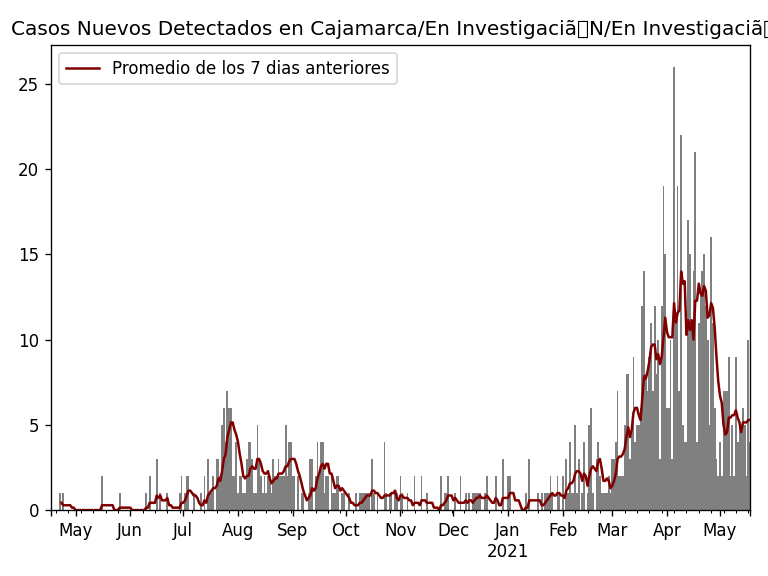 Casos Nuevos Detectados en Cajamarca/En Investigaciã▯N/En Investigaciã▯
Promedio de los 7 dias anteriores
25
20
15
10
5
0
May Jun Jul Aug Sep Oct Nov Dec Jan Feb Mar Apr May
2021